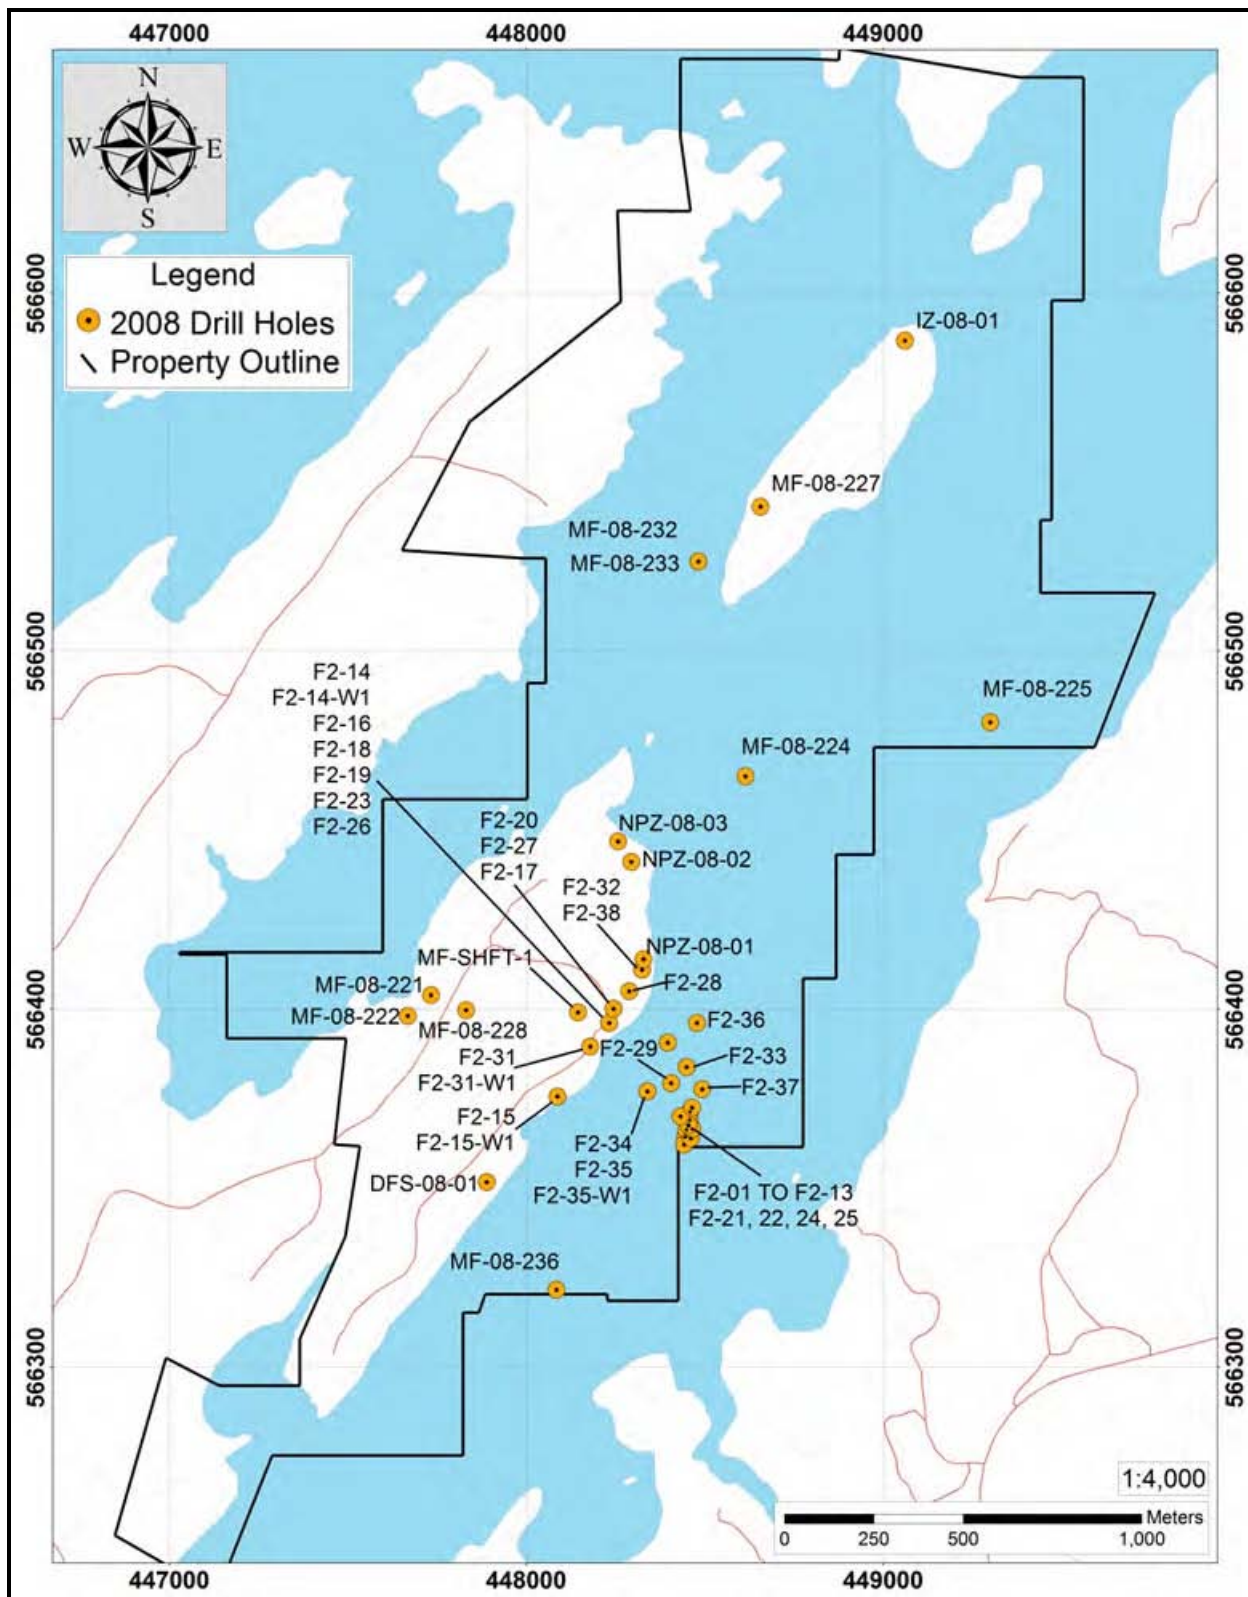 447000 448000 449000
N
W E
S
Legend
2008 Drill Holes
Property Outline
566600
566600
IZ-08-01
MF-08-227
MF-08-232
MF-08-233
566500
566500
F2-14
F2-14-W1
F2-16
F2-18
F2-19
F2-23
F2-26
MF-08-225
MF-08-224
F2-20
F2-27
F2-17
NPZ-08-03
NPZ-08-02
F2-32
F2-38
NPZ-08-01
MF-SHFT-1
F2-28
MF-08-221
MF-08-222
MF-08-228
566400
566400
F2-36
F2-31
F2-31-W1
F2-29
F2-33
F2-37
F2-15
F2-15-W1
F2-34
F2-35
F2-35-W1
DFS-08-01
F2-01 TO F2-13
F2-21, 22, 24, 25
MF-08-236
566300
566300
1:4,000
Meters
0 250 500 1,000
447000 448000 449000